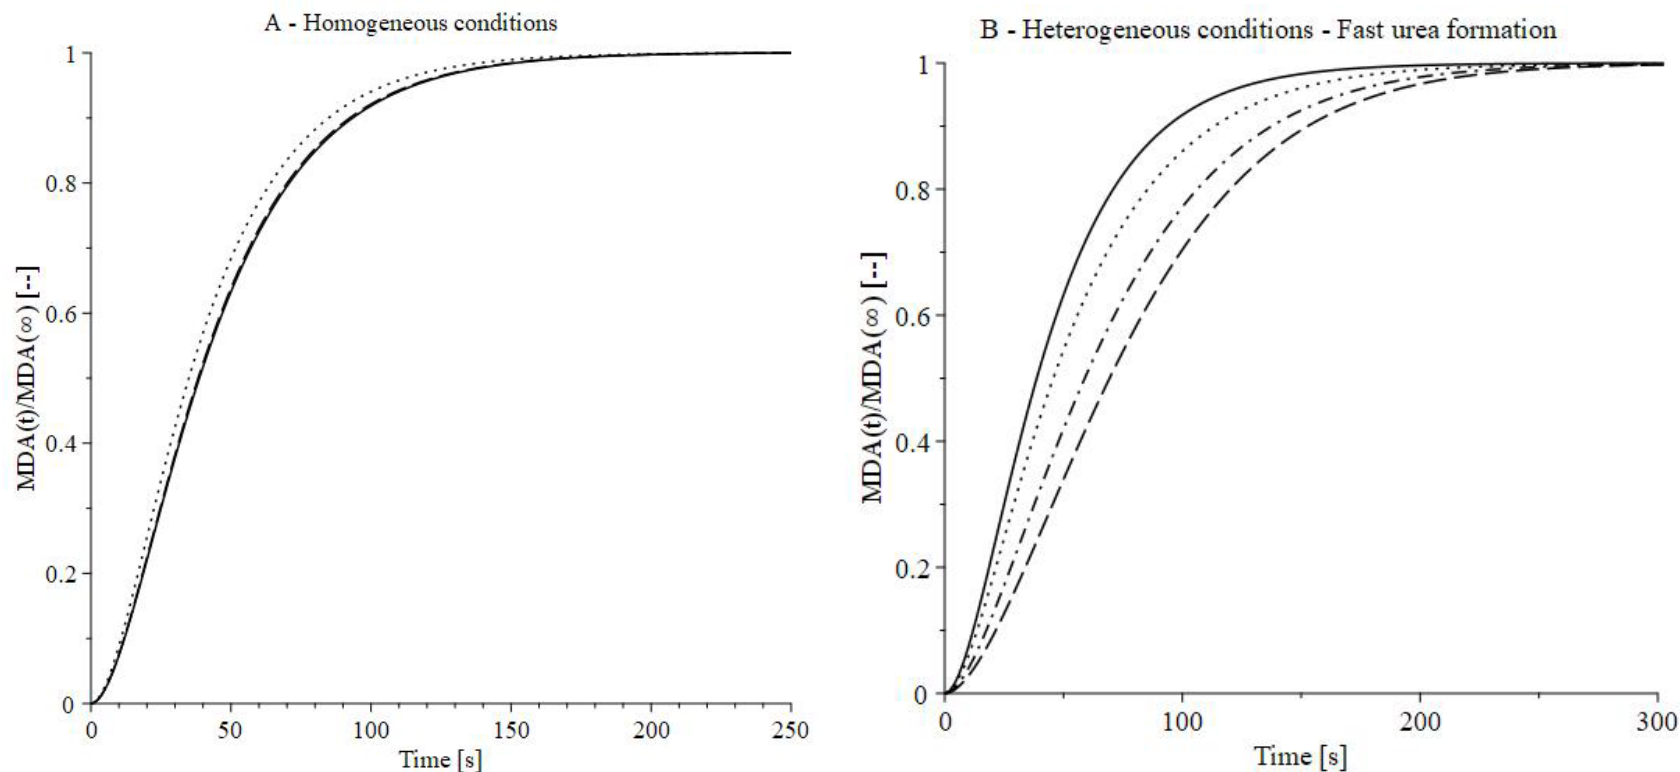 A - Homogeneous conditions
1
0.8
0.6
0.4
0.2
0
MDA(t)/MDA(∞) [--]
0 50 100 150 200 250
Time [s]
B - Heterogeneous conditions - Fast urea formation
1
0.8
0.6
0.4
0.2
0
MDA(t)/MDA(∞) [--]
0 100 200 300
Time [s]